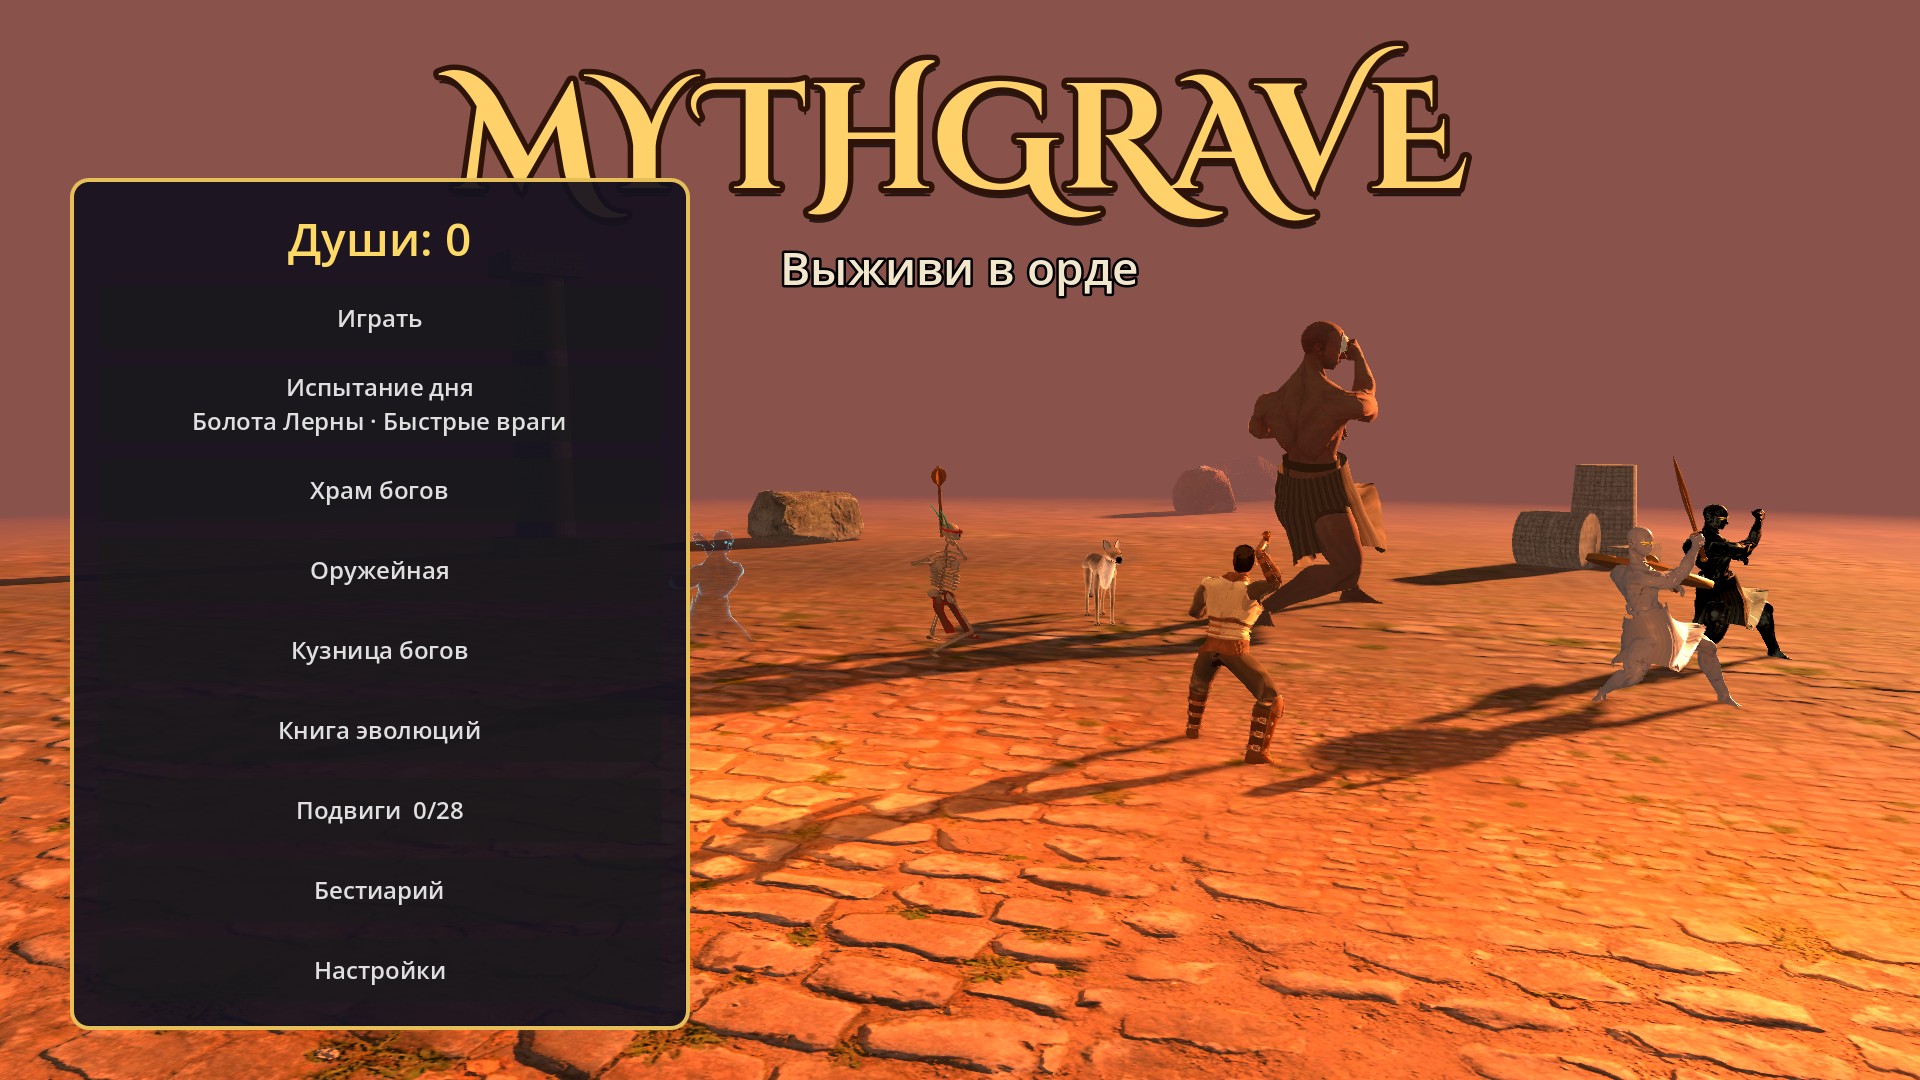 MYTHGRAVE
Выживи в орде
Души: 0
Играть
Испытание дня
Болота Лерны · Быстрые враги
Храм богов
Оружейная
Кузница богов
Книга эволюций
Подвиги 0/28
Бестиарий
Настройки